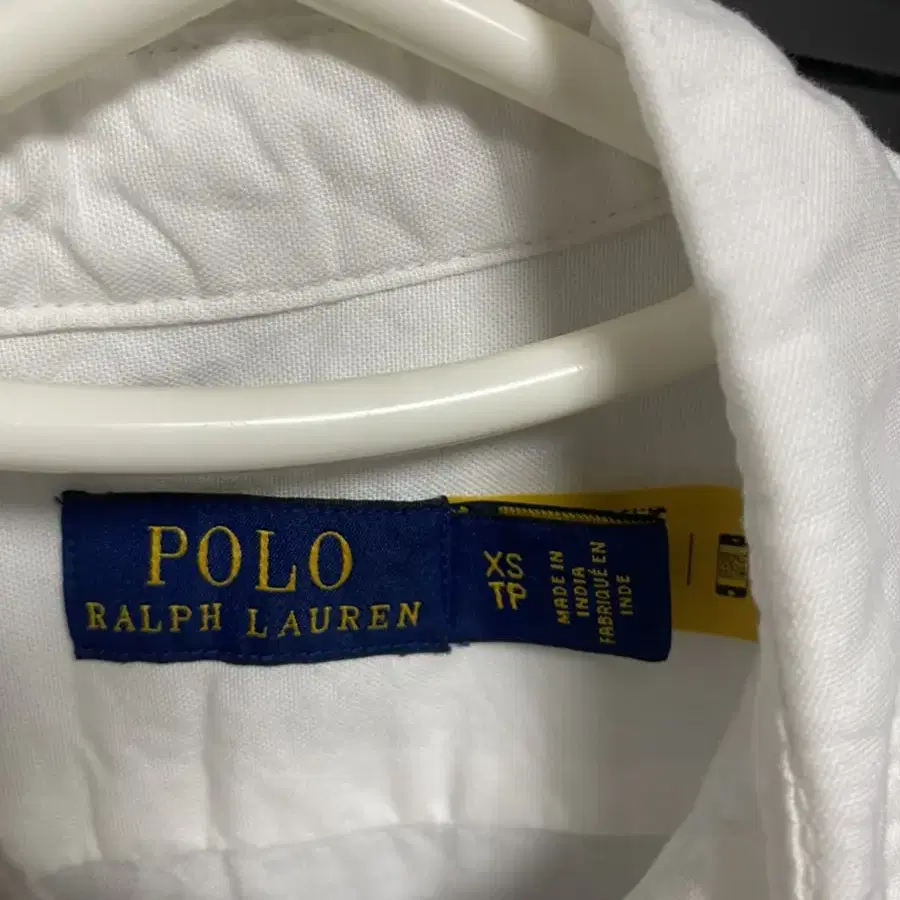 POLO
RALPH LAUREN
XS
TP
MADE IN
INDIA
FABRIQUÉ EN
INDE